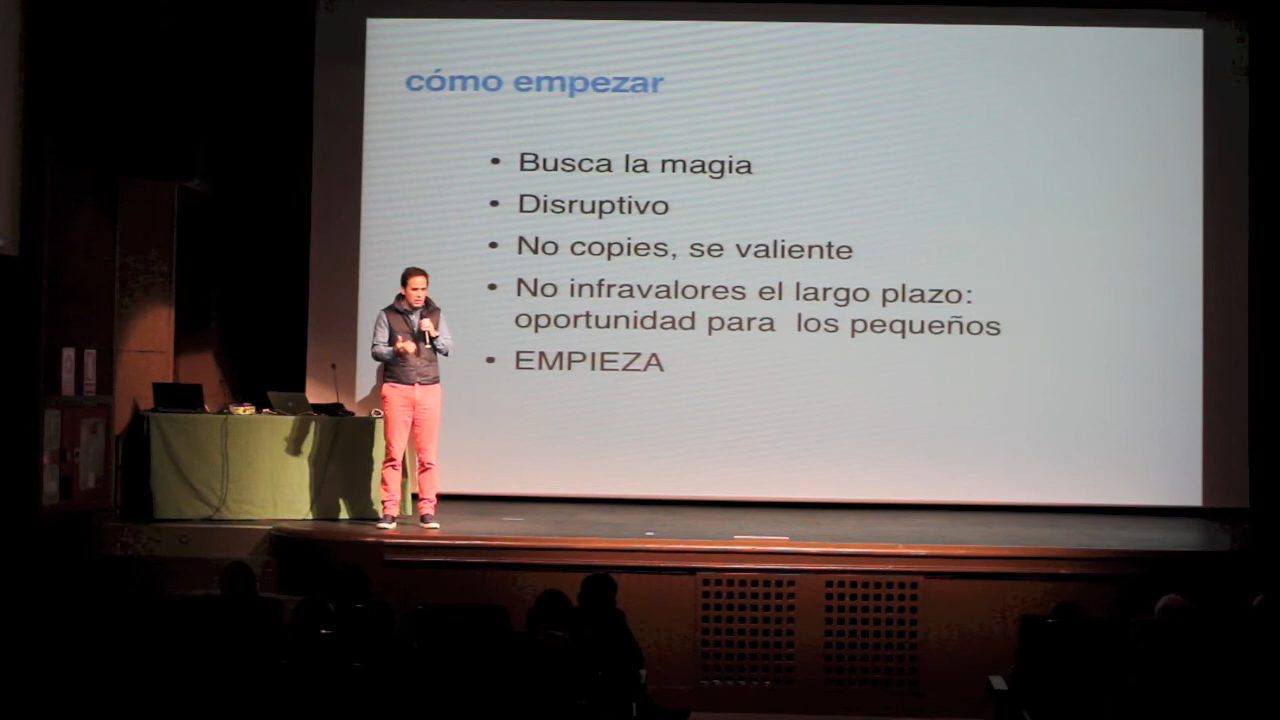 cómo empezar
• Busca la magia
• Disruptivo
• No copies, se valiente
• No infravalores el largo plazo:
oportunidad para los pequeños
• EMPIEZA